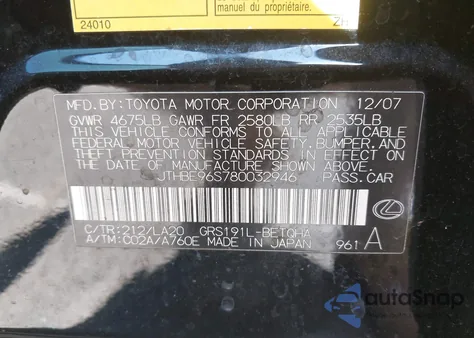 manuel du propriétaire.
24010
ZH
MFD.BY:TOYOTA MOTOR CORPORATION 12/07
GVWR 4675LB GAWR FR 2580LB RR 2535LB
THIS VEHICLE CONFORMS TO ALL APPLICABLE
FEDERAL MOTOR VEHICLE SAFETY, BUMPER,
AND THEFT PREVENTION STANDARDS IN EFFECT
ON THE DATE OF MANUFACTURE SHOWN ABOVE.
JTHBE96S780032946 PASS.CAR
C/TR:212/LA20 GRS191L-BETQHA
A/TM:C02A/A760E MADE IN JAPAN 961 A
autoSnap